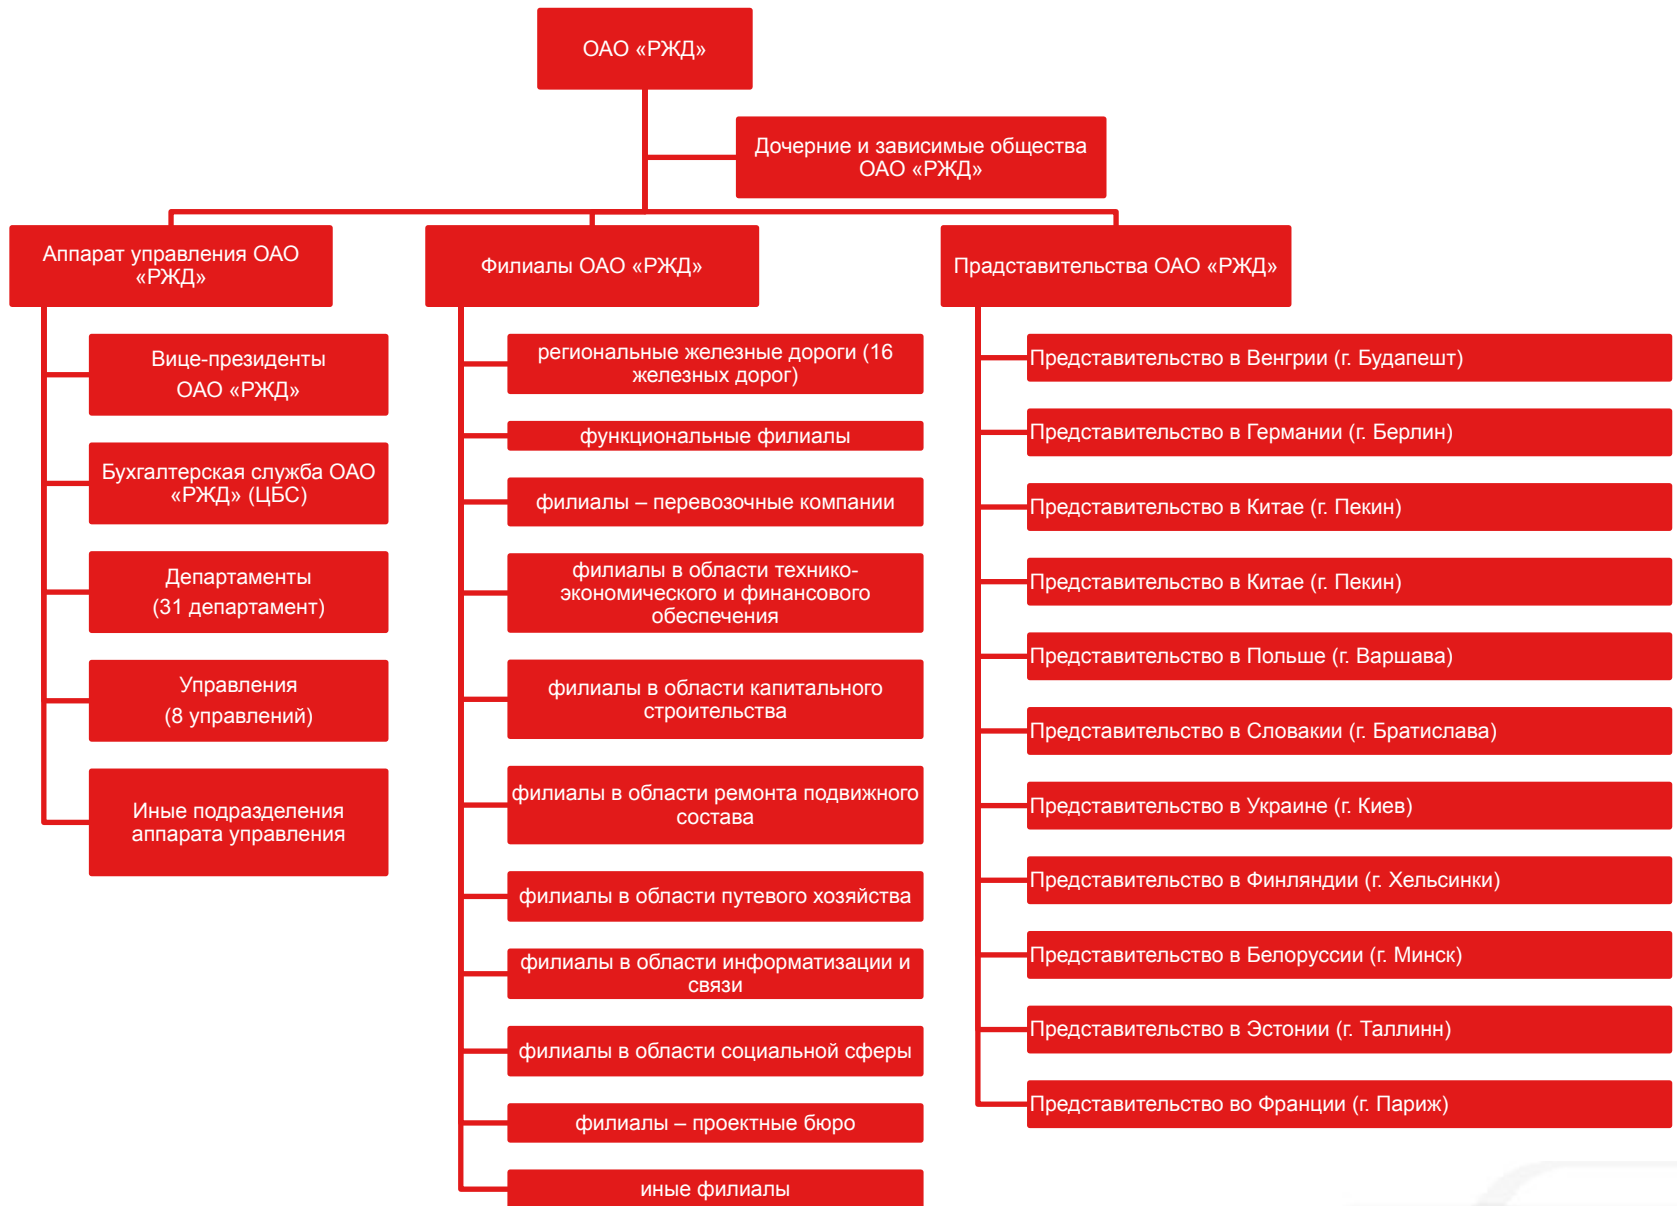 ОАО «РЖД»
Дочерние и зависимые общества
ОАО «РЖД»
Аппарат управления ОАО
«РЖД»
Вице-президенты
ОАО «РЖД»
Бухгалтерская служба ОАО
«РЖД» (ЦБС)
Департаменты
(31 департамент)
Управления
(8 управлений)
Иные подразделения
аппарата управления
Филиалы ОАО «РЖД»
региональные железные дороги (16
железных дорог)
функциональные филиалы
филиалы – перевозочные компании
филиалы в области технико-
экономического и финансового
обеспечения
филиалы в области капитального
строительства
филиалы в области ремонта подвижного
состава
филиалы в области путевого хозяйства
филиалы в области информатизации и
связи
филиалы в области социальной сферы
филиалы – проектные бюро
иные филиалы
Прадставительства ОАО «РЖД»
Представительство в Венгрии (г. Будапешт)
Представительство в Германии (г. Берлин)
Представительство в Китае (г. Пекин)
Представительство в Китае (г. Пекин)
Представительство в Польше (г. Варшава)
Представительство в Словакии (г. Братислава)
Представительство в Украине (г. Киев)
Представительство в Финляндии (г. Хельсинки)
Представительство в Белоруссии (г. Минск)
Представительство в Эстонии (г. Таллинн)
Представительство во Франции (г. Париж)